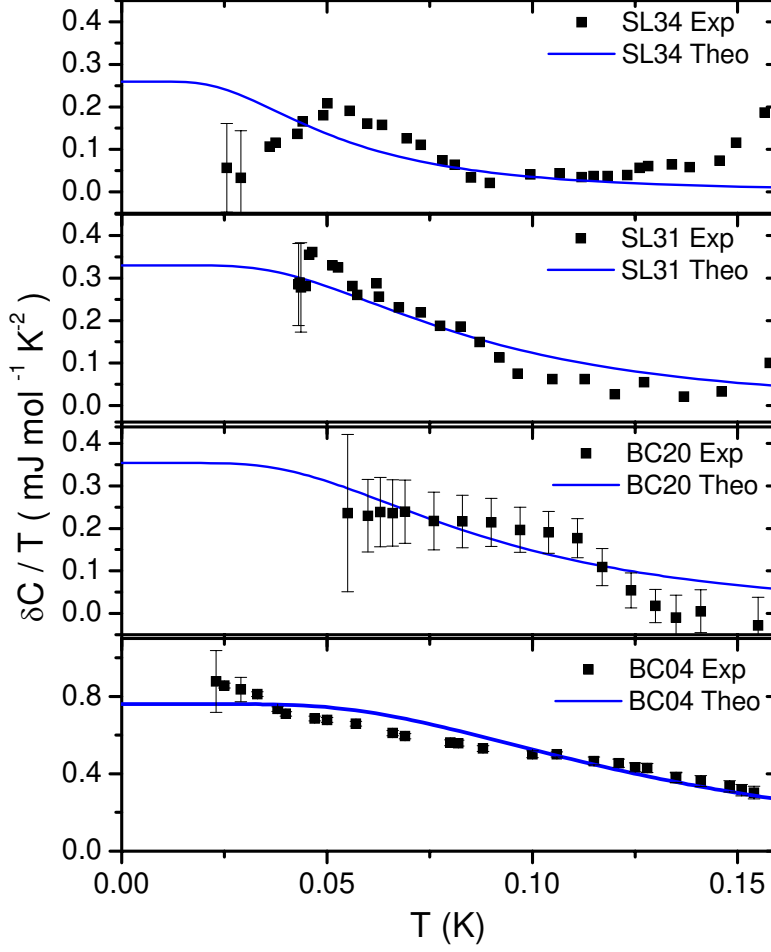 0.4
0.3
0.2
0.1
0.0
SL34 Exp
SL34 Theo
0.4
0.3
0.2
0.1
0.0
SL31 Exp
SL31 Theo
0.4
0.3
0.2
0.1
0.0
BC20 Exp
BC20 Theo
0.8
0.4
0.0
BC04 Exp
BC04 Theo
0.00 0.05 0.10 0.15
T (K)
δC / T ( mJ mol ⁻¹ K⁻²)